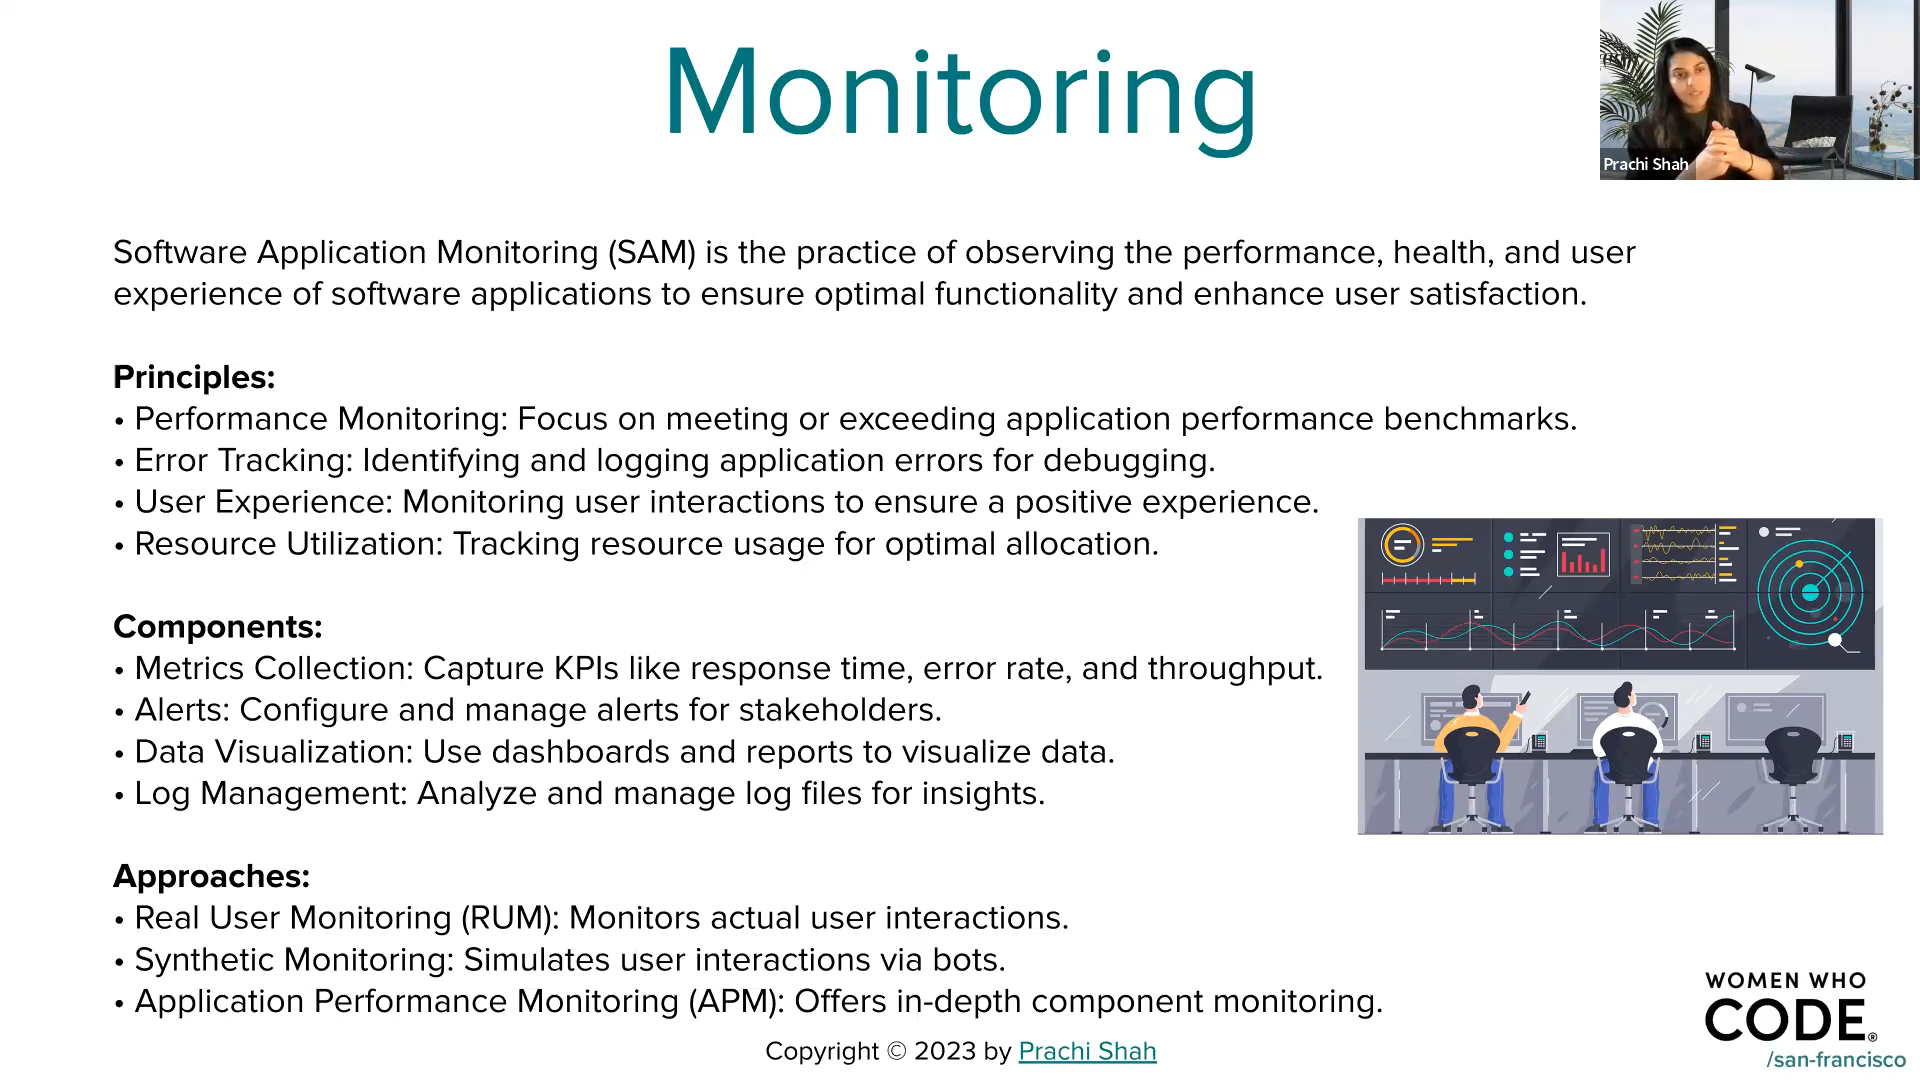 Monitoring
Prachi Shah
Software Application Monitoring (SAM) is the practice of observing the performance, health, and user
experience of software applications to ensure optimal functionality and enhance user satisfaction.
Principles:
• Performance Monitoring: Focus on meeting or exceeding application performance benchmarks.
• Error Tracking: Identifying and logging application errors for debugging.
• User Experience: Monitoring user interactions to ensure a positive experience.
• Resource Utilization: Tracking resource usage for optimal allocation.
Components:
• Metrics Collection: Capture KPIs like response time, error rate, and throughput.
• Alerts: Configure and manage alerts for stakeholders.
• Data Visualization: Use dashboards and reports to visualize data.
• Log Management: Analyze and manage log files for insights.
Approaches:
• Real User Monitoring (RUM): Monitors actual user interactions.
• Synthetic Monitoring: Simulates user interactions via bots.
• Application Performance Monitoring (APM): Offers in-depth component monitoring.
Copyright © 2023 by Prachi Shah
WOMEN WHO
CODE®
/san-francisco